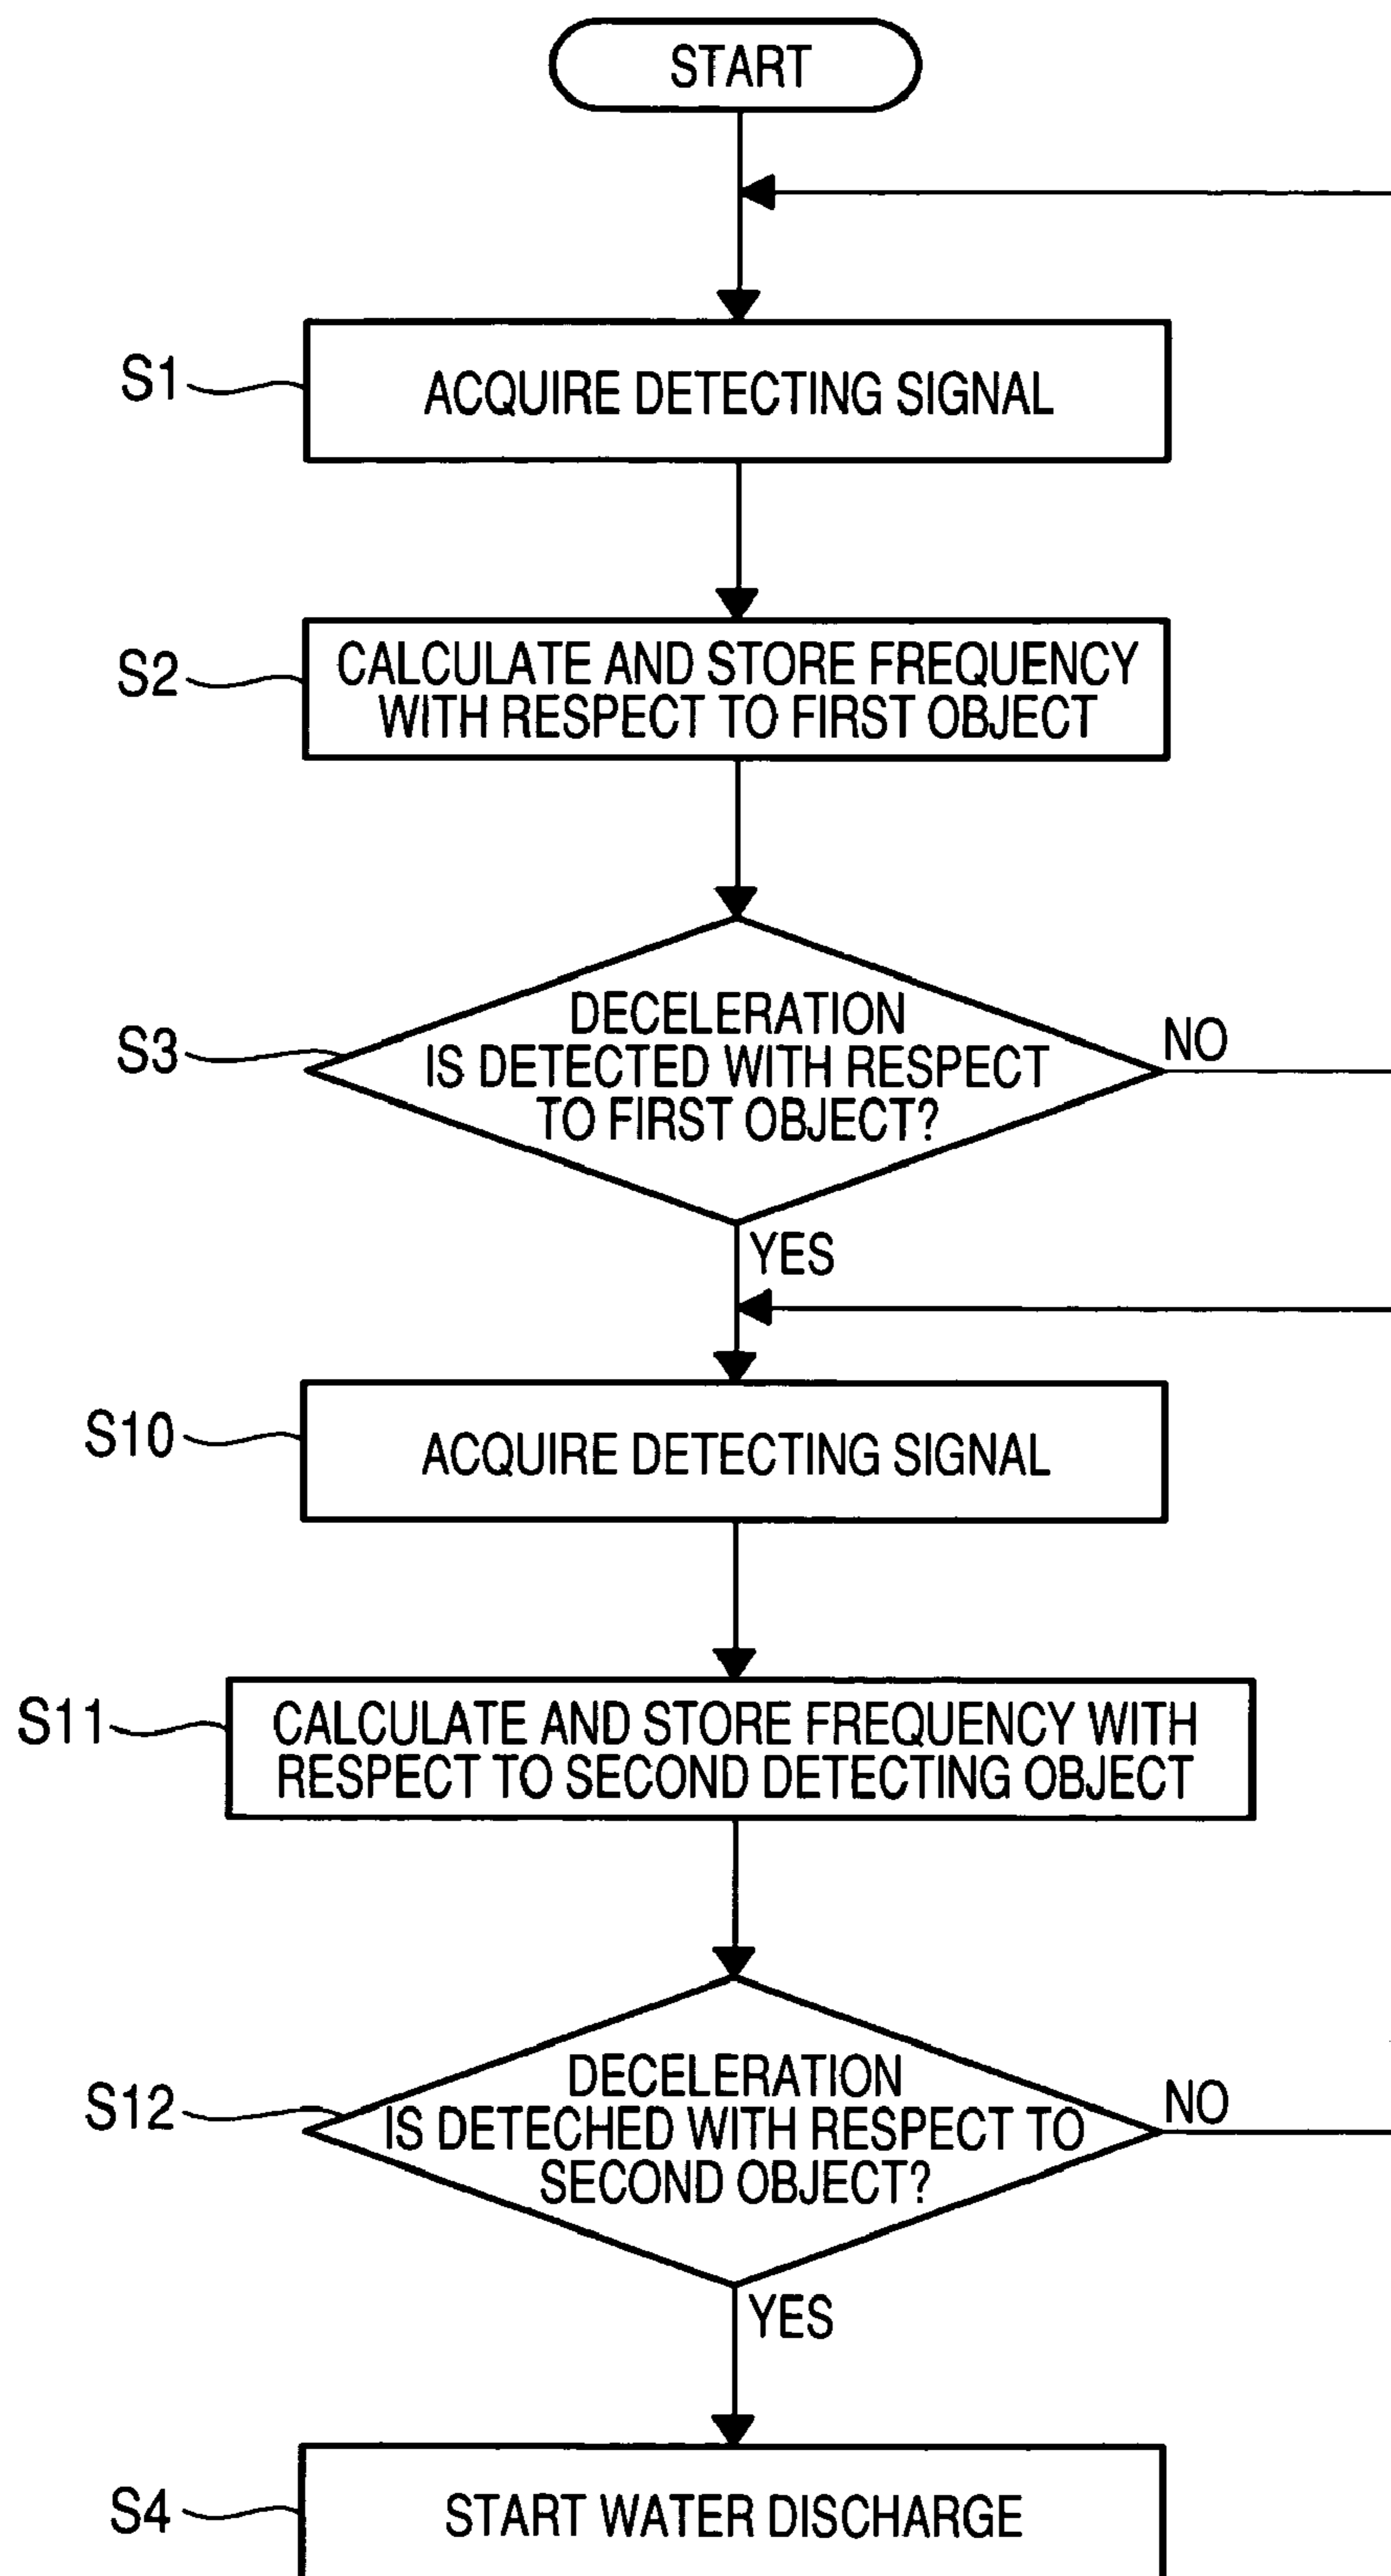 START
S1
ACQUIRE DETECTING SIGNAL
S2
CALCULATE AND STORE FREQUENCY
WITH RESPECT TO FIRST OBJECT
S3
DECELERATION
IS DETECTED WITH RESPECT
TO FIRST OBJECT?
NO
YES
S10
ACQUIRE DETECTING SIGNAL
S11
CALCULATE AND STORE FREQUENCY WITH
RESPECT TO SECOND DETECTING OBJECT
S12
DECELERATION
IS DETECHED WITH RESPECT TO
SECOND OBJECT?
NO
YES
S4
START WATER DISCHARGE